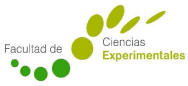 Facultad de
Ciencias
Experimentales